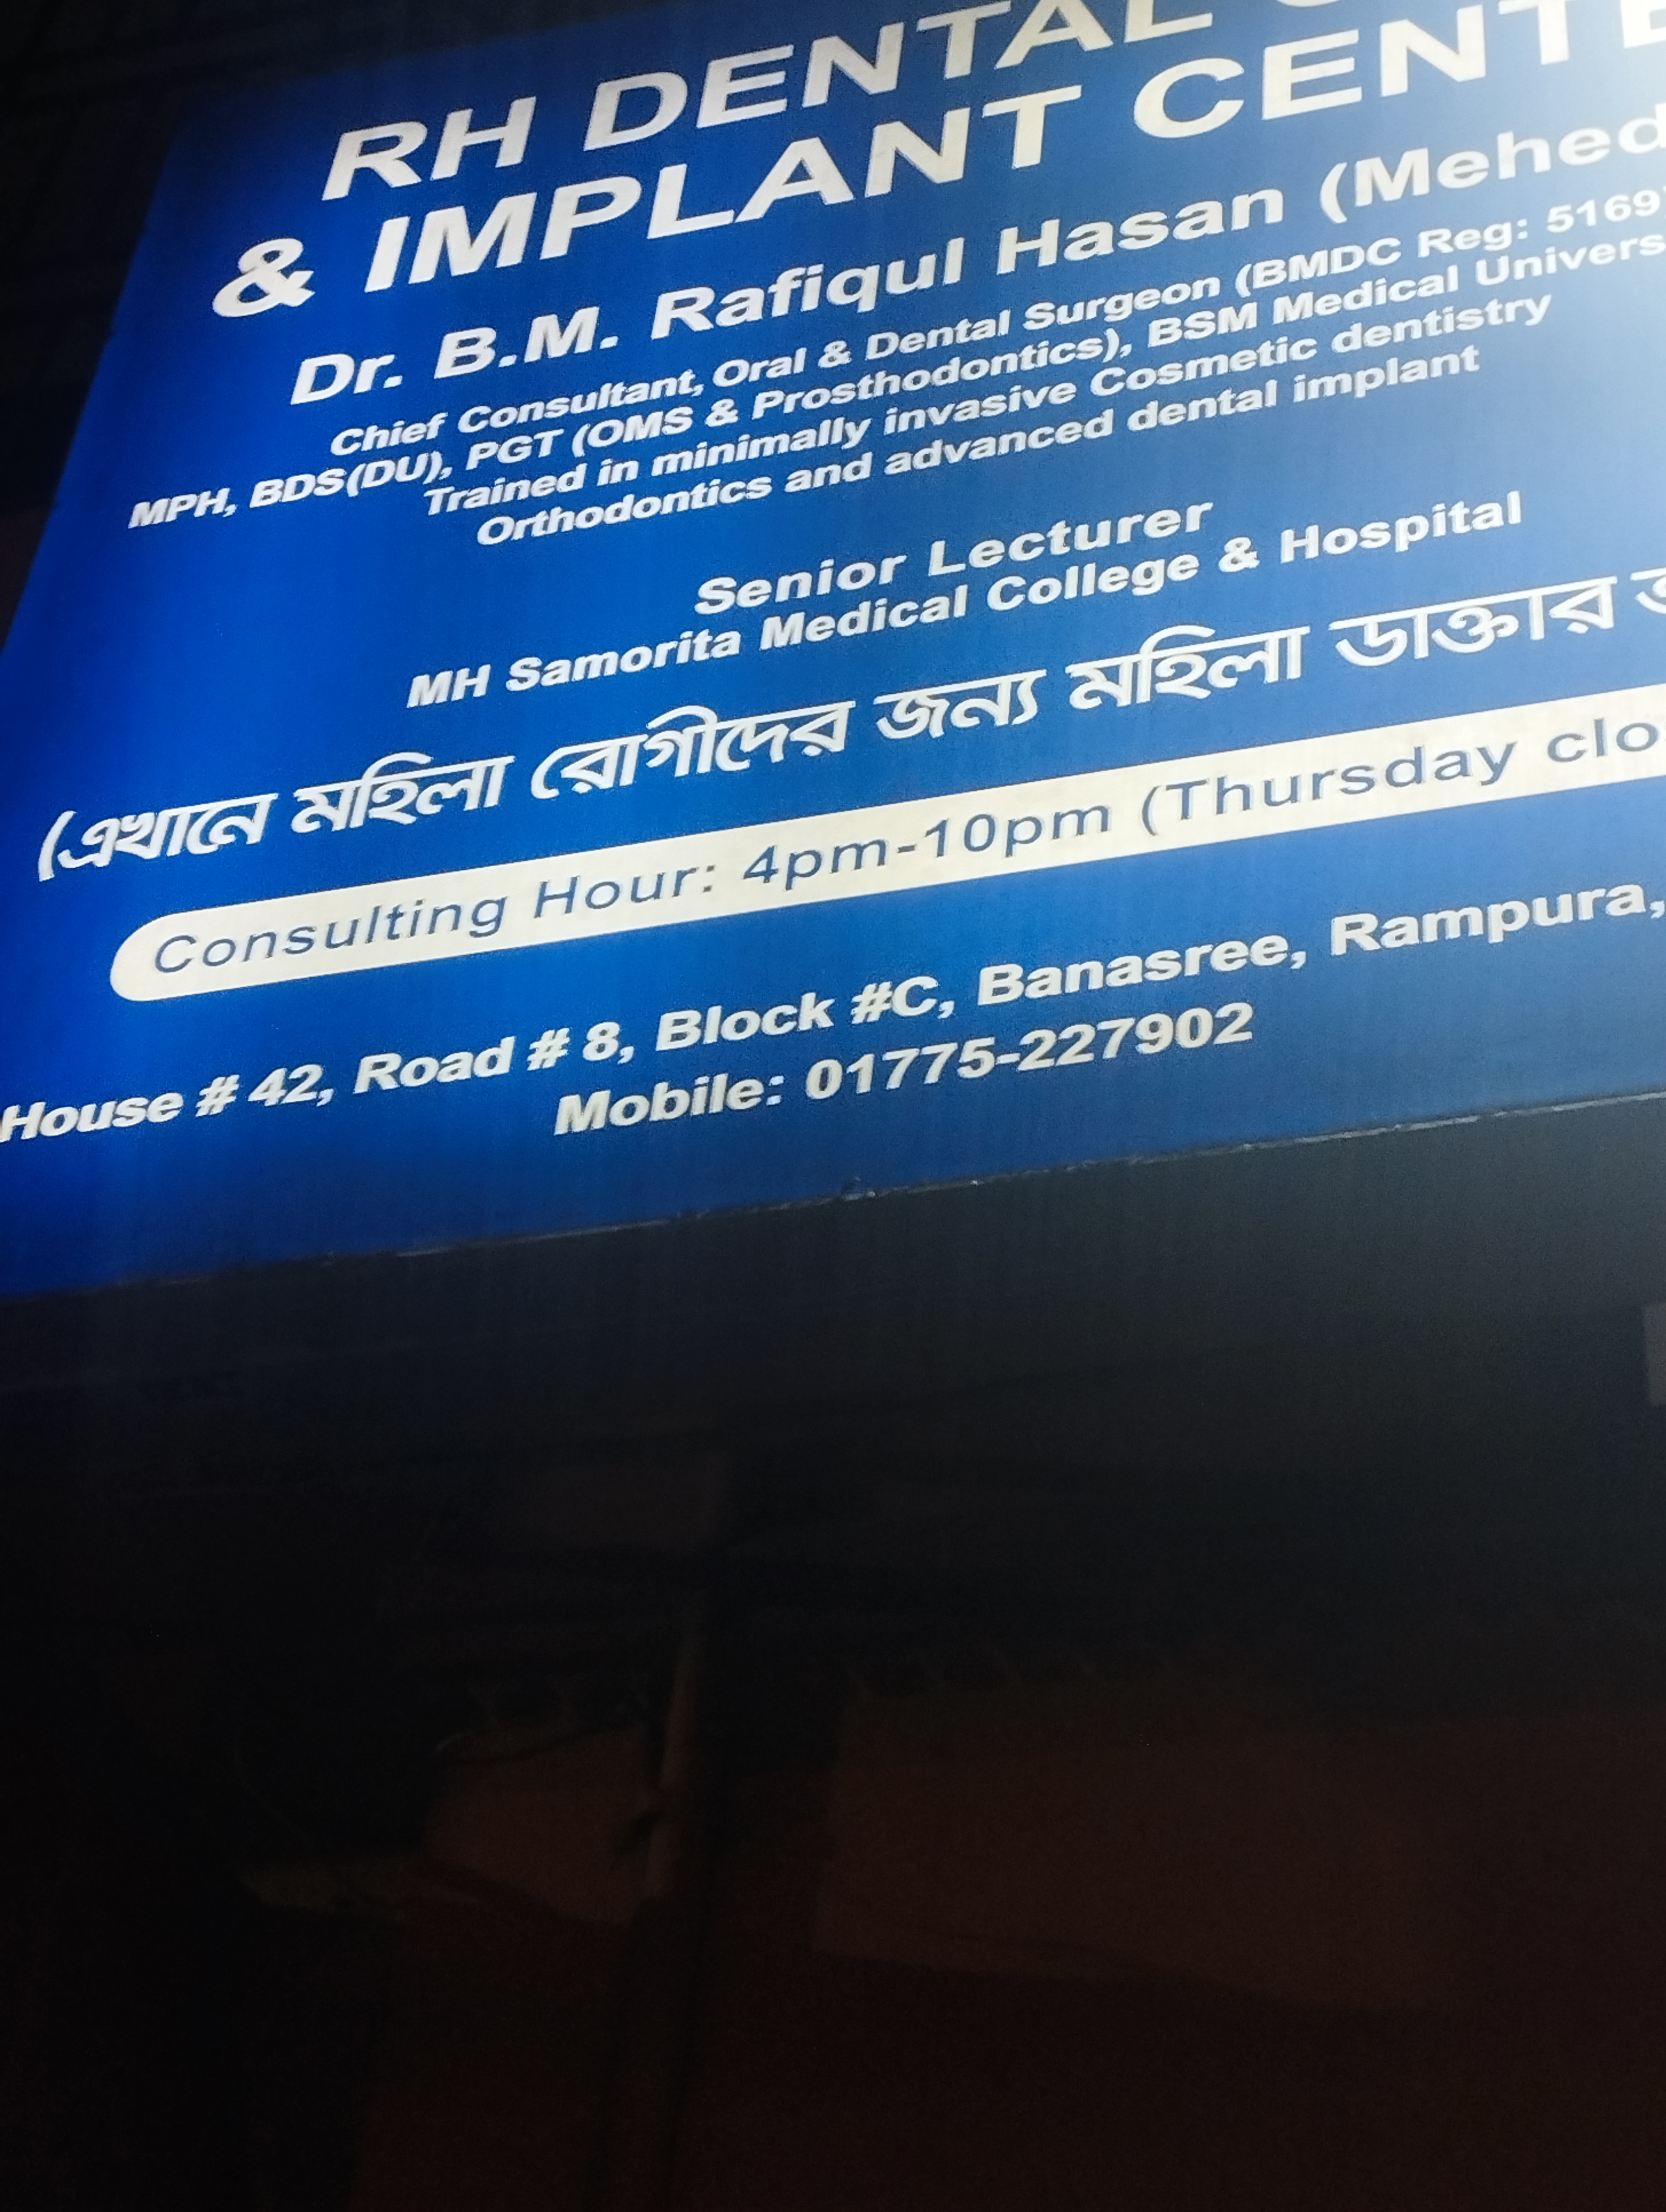 RH DENTAL
& IMPLANT CENTE
Dr. B.M. Rafiqul Hasan (Mehed
Chief Consultant, Oral & Dental Surgeon (BMDC Reg: 5169
MPH, BDS(DU), PGT (OMS & Prosthodontics), BSM Medical Univers
Trained in minimally invasive Cosmetic dentistry
Orthodontics and advanced dental implant
Senior Lecturer
MH Samorita Medical College & Hospital
(এখানে মহিলা রোগীদের জন্য মহিলা ডাক্তার
Consulting Hour: 4pm-10pm (Thursday clo
House # 42, Road # 8, Block #C, Banasree, Rampura,
Mobile: 01775-227902